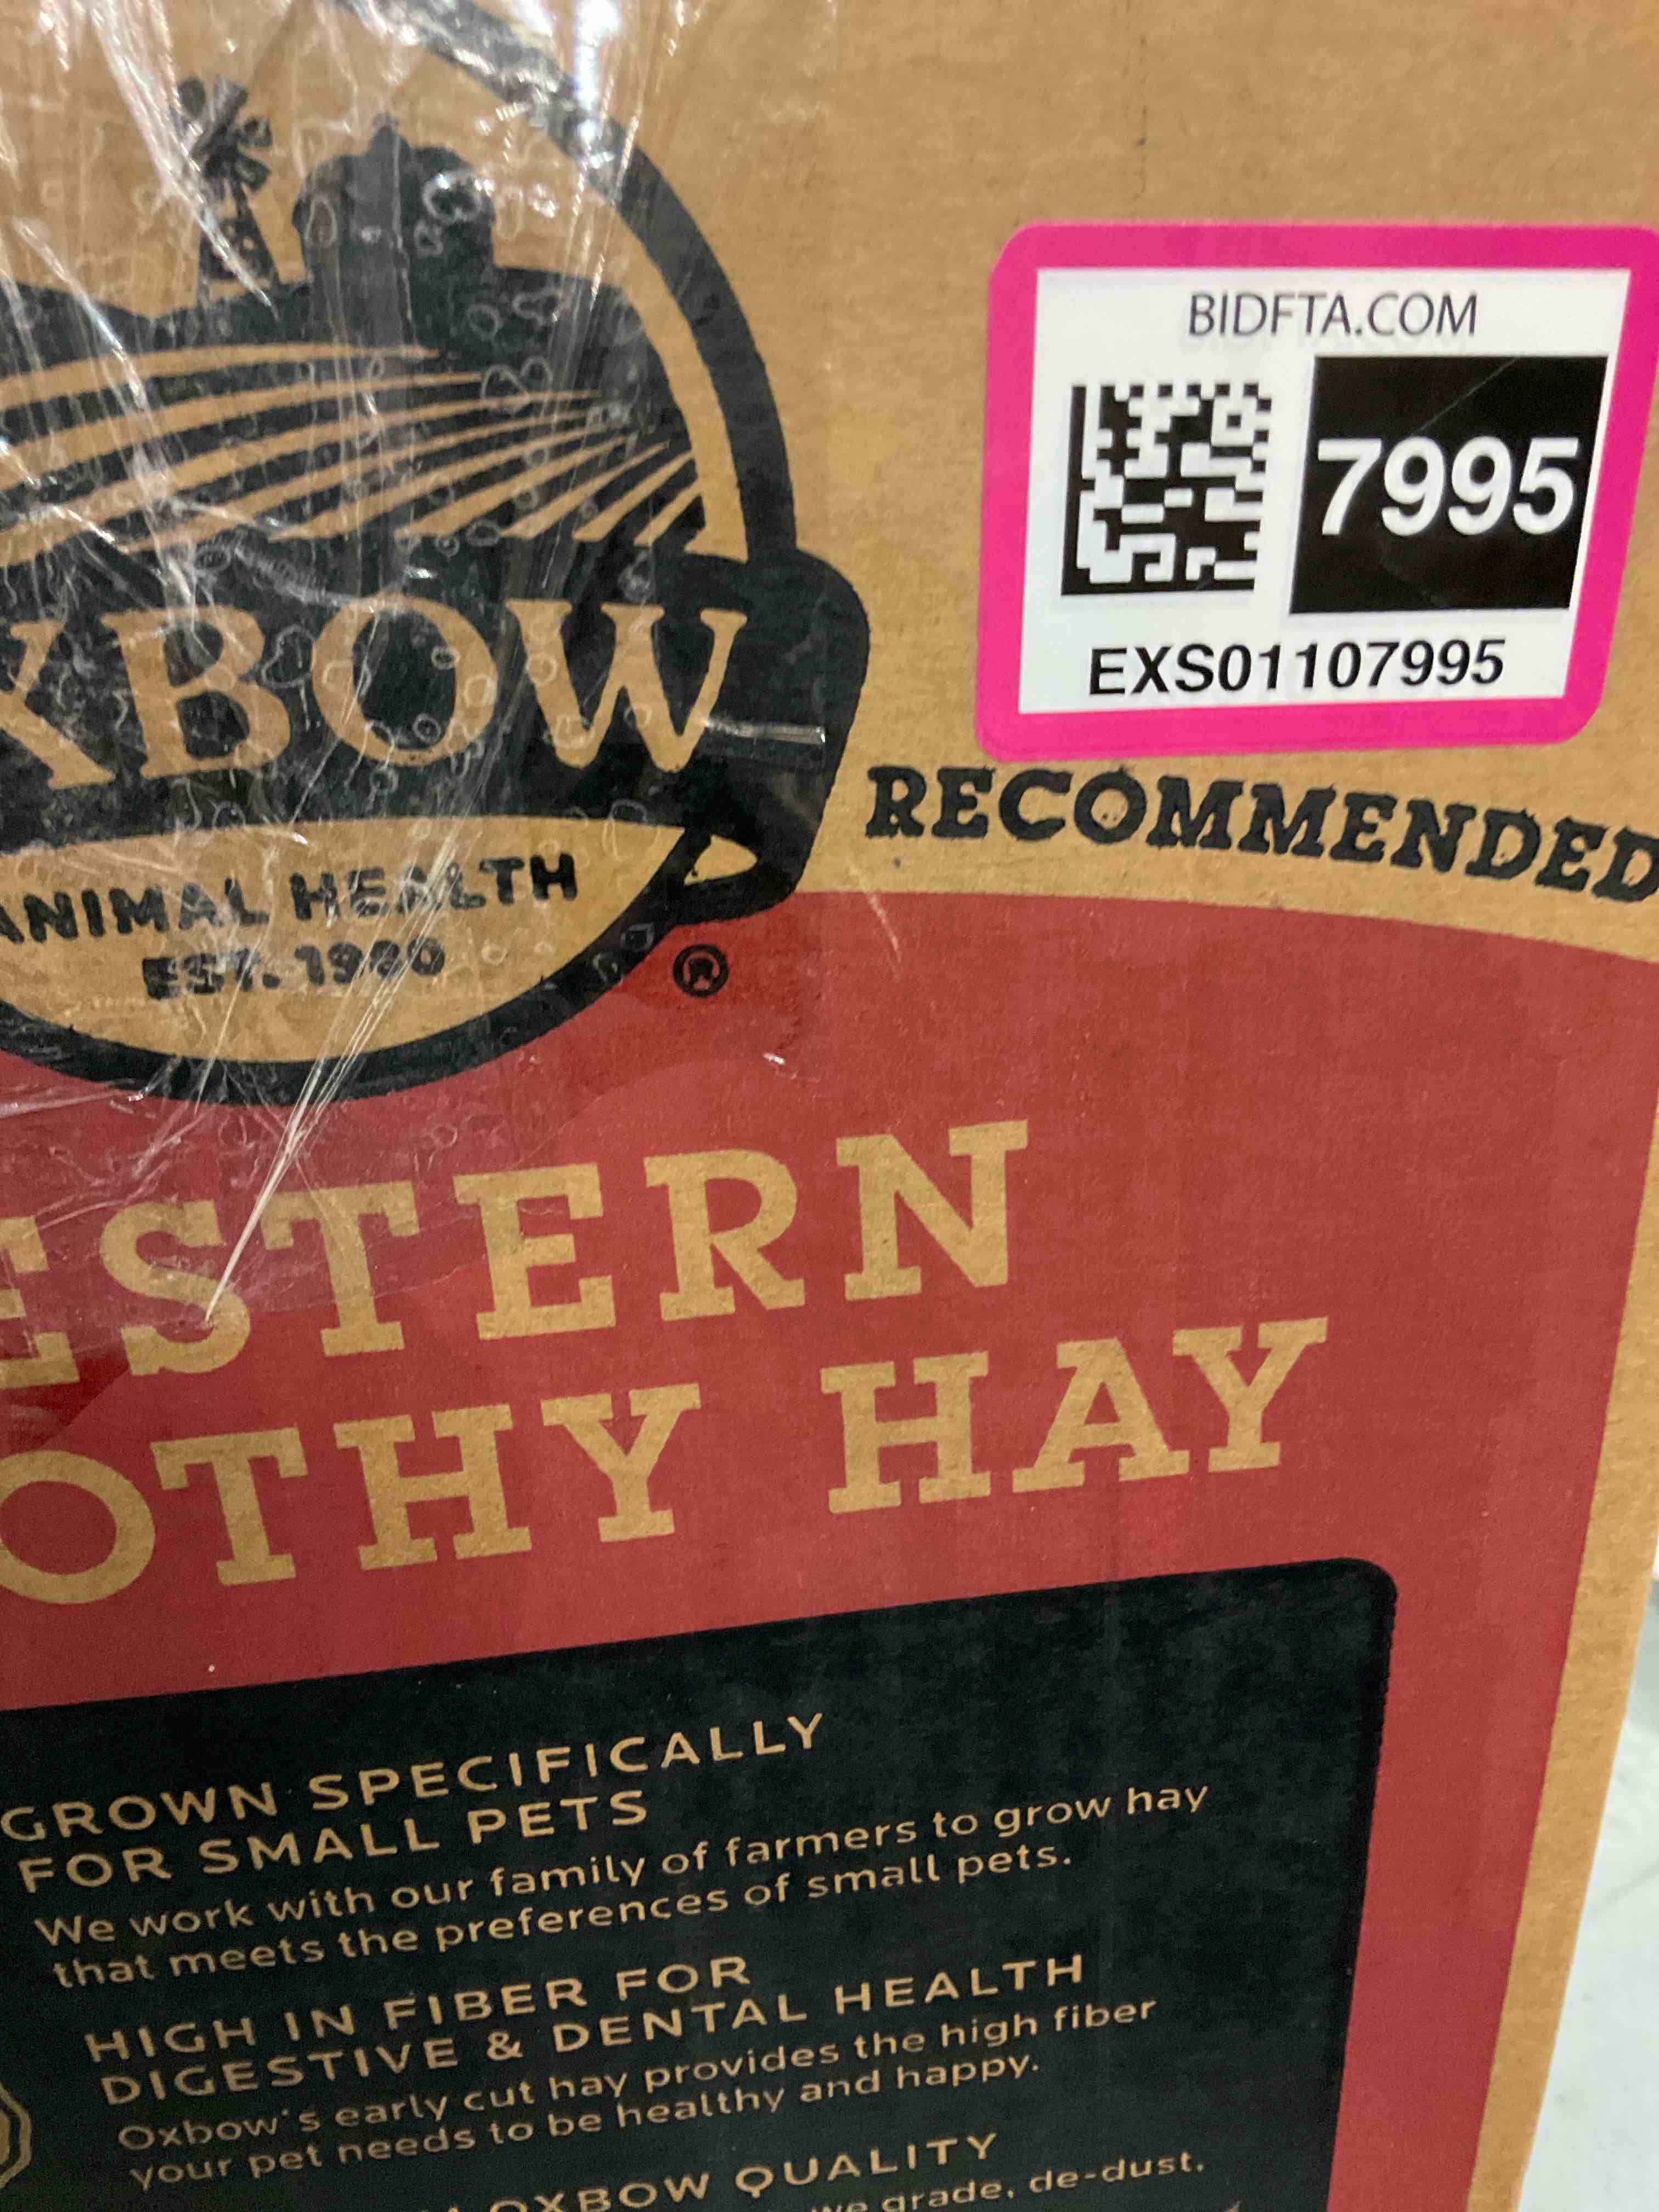 BIDFTA.COM
7995
EXS01107995
XBOW
ANIMAL HEALTH
EST. 1980
®
RECOMMENDED
ESTERN
OTHY HAY
GROWN SPECIFICALLY
FOR SMALL PETS
We work with our family of farmers to grow hay
that meets the preferences of small pets.
HIGH IN FIBER FOR
DIGESTIVE & DENTAL HEALTH
Oxbow's early cut hay provides the high fiber
your pet needs to be healthy and happy.
OXBOW QUALITY
we grade, de-dust,